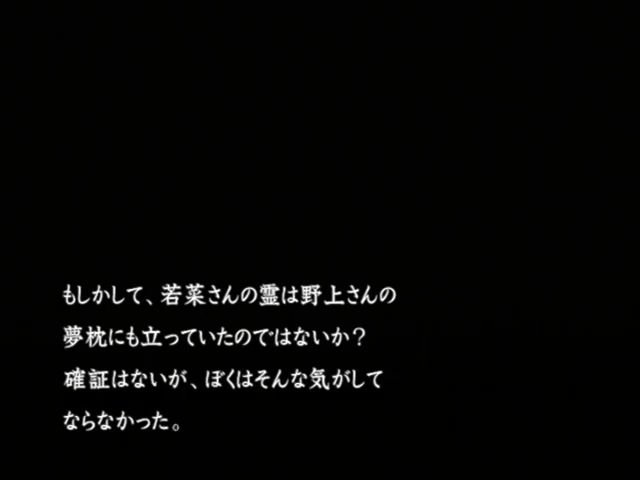 もしかして、若菜さんの霊は野上さんの
夢枕にも立っていたのではないか？
確証はないが、ぼくはそんな気がして
ならなかった。